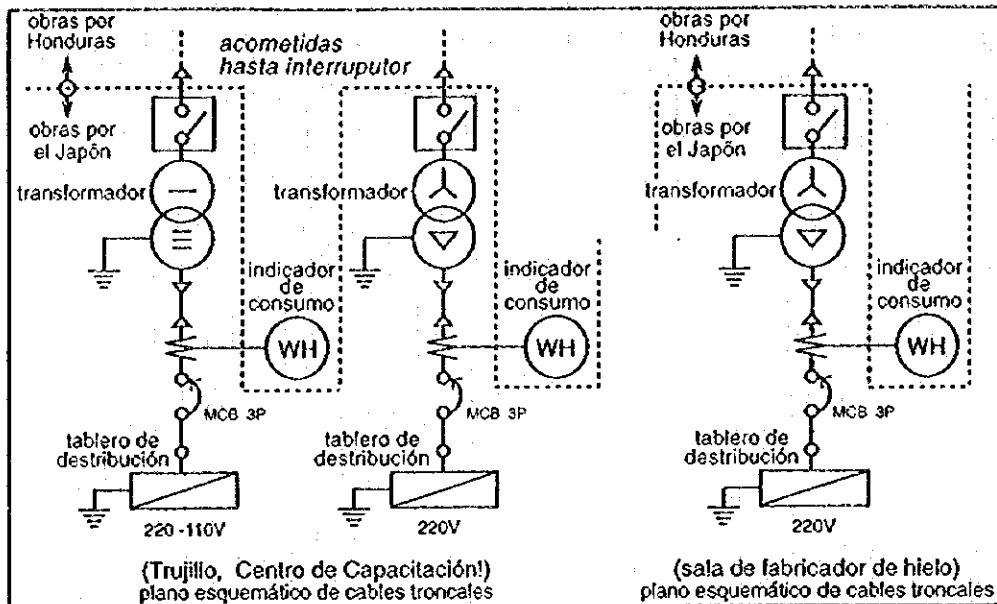 obras por
Honduras
acometidas
hasta interruputor
obras por
el Japôn
transformador
indicador
de
consumo
WH
MCB 3P
tablero de
destribución
220-110V
transformador
indicador
de
consumo
WH
MCB 3P
tablero de
destribución
220V
(Trujillo, Centro de Capacitación!)
plano esquemático de cables troncales
obras por
Honduras
obras por
el Japôn
transformador
indicador
de
consumo
WH
MCB 3P
tablero de
destribución
220V
(sala de fabricador de hielo)
plano esquemático de cables troncales